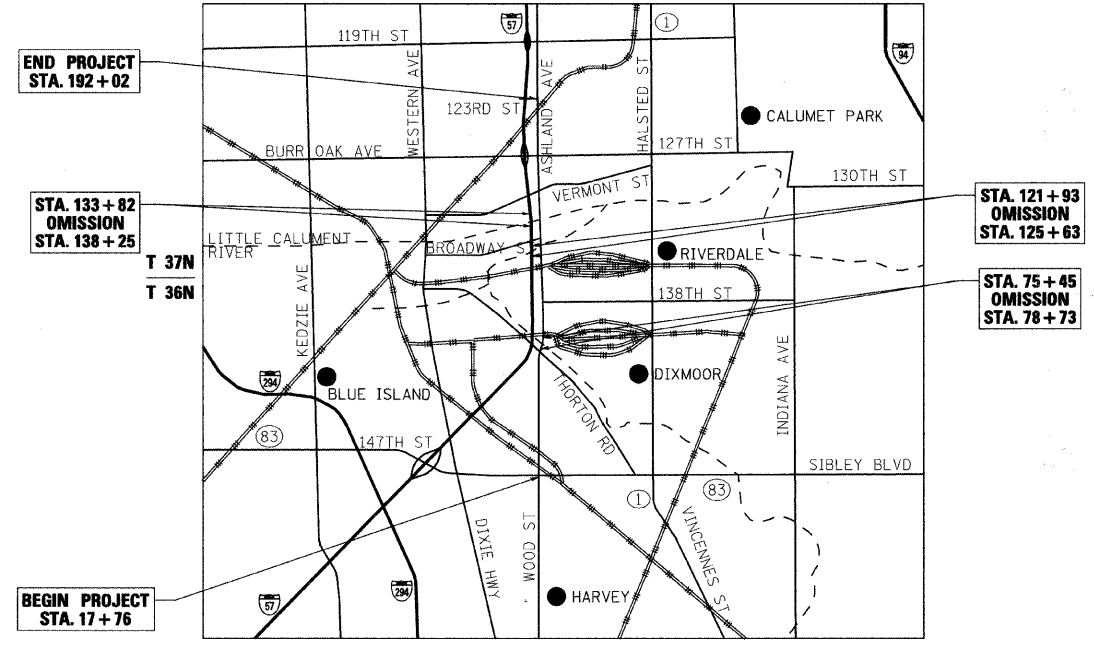 57
1
119TH ST
END PROJECT
STA. 192 + 02
94
WESTERN AVE
ASHLAND AVE
HALSTED ST
123RD ST
CALUMET PARK
BURR OAK AVE
127TH ST
130TH ST
VERMONT ST
STA. 133 + 82
OMISSION
STA. 138 + 25
STA. 121 + 93
OMISSION
STA. 125 + 63
LITTLE CALUMENT
RIVER
BROADWAY S
RIVERDALE
T 37N
T 36N
138TH ST
STA. 75 + 45
OMISSION
STA. 78 + 73
KEDZIE AVE
INDIANA AVE
294
BLUE ISLAND
DIXMOOR
THORTON RD
83
147TH ST
SIBLEY BLVD
1
83
DIXIE HWY
WOOD ST
VINCENNES ST
BEGIN PROJECT
STA. 17 + 76
57
294
HARVEY